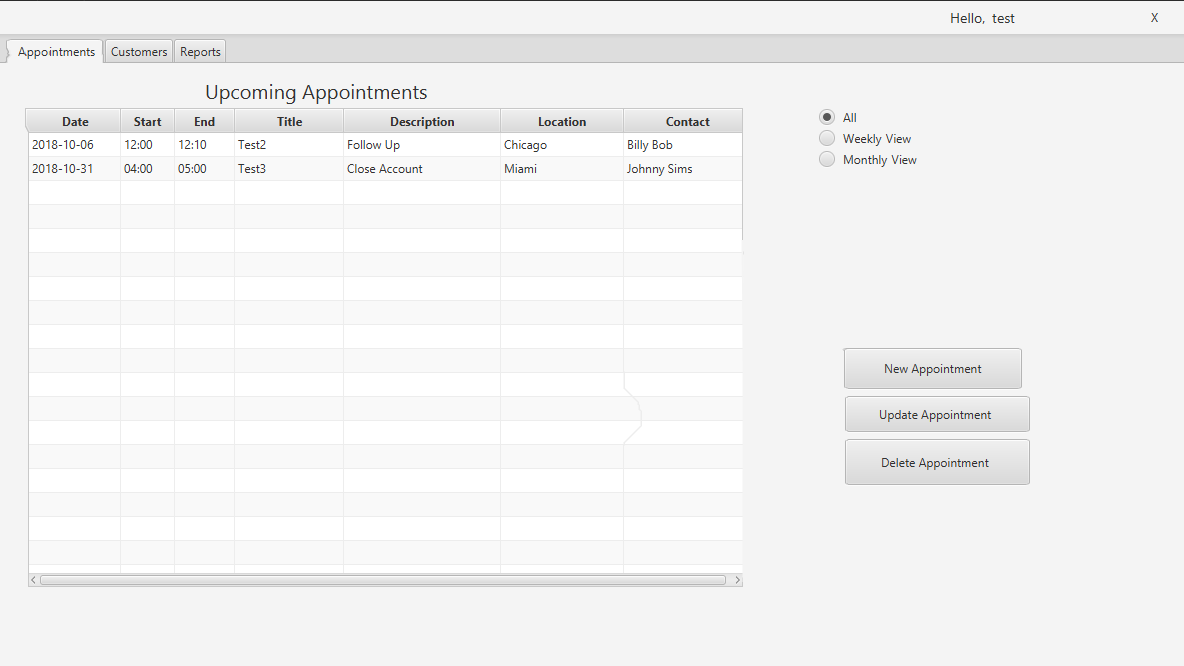 Hello, test X
Appointments Customers Reports
Upcoming Appointments
Date Start End Title Description Location Contact
2018-10-06 12:00 12:10 Test2 Follow Up Chicago Billy Bob
2018-10-31 04:00 05:00 Test3 Close Account Miami Johnny Sims
All
Weekly View
Monthly View
New Appointment
Update Appointment
Delete Appointment